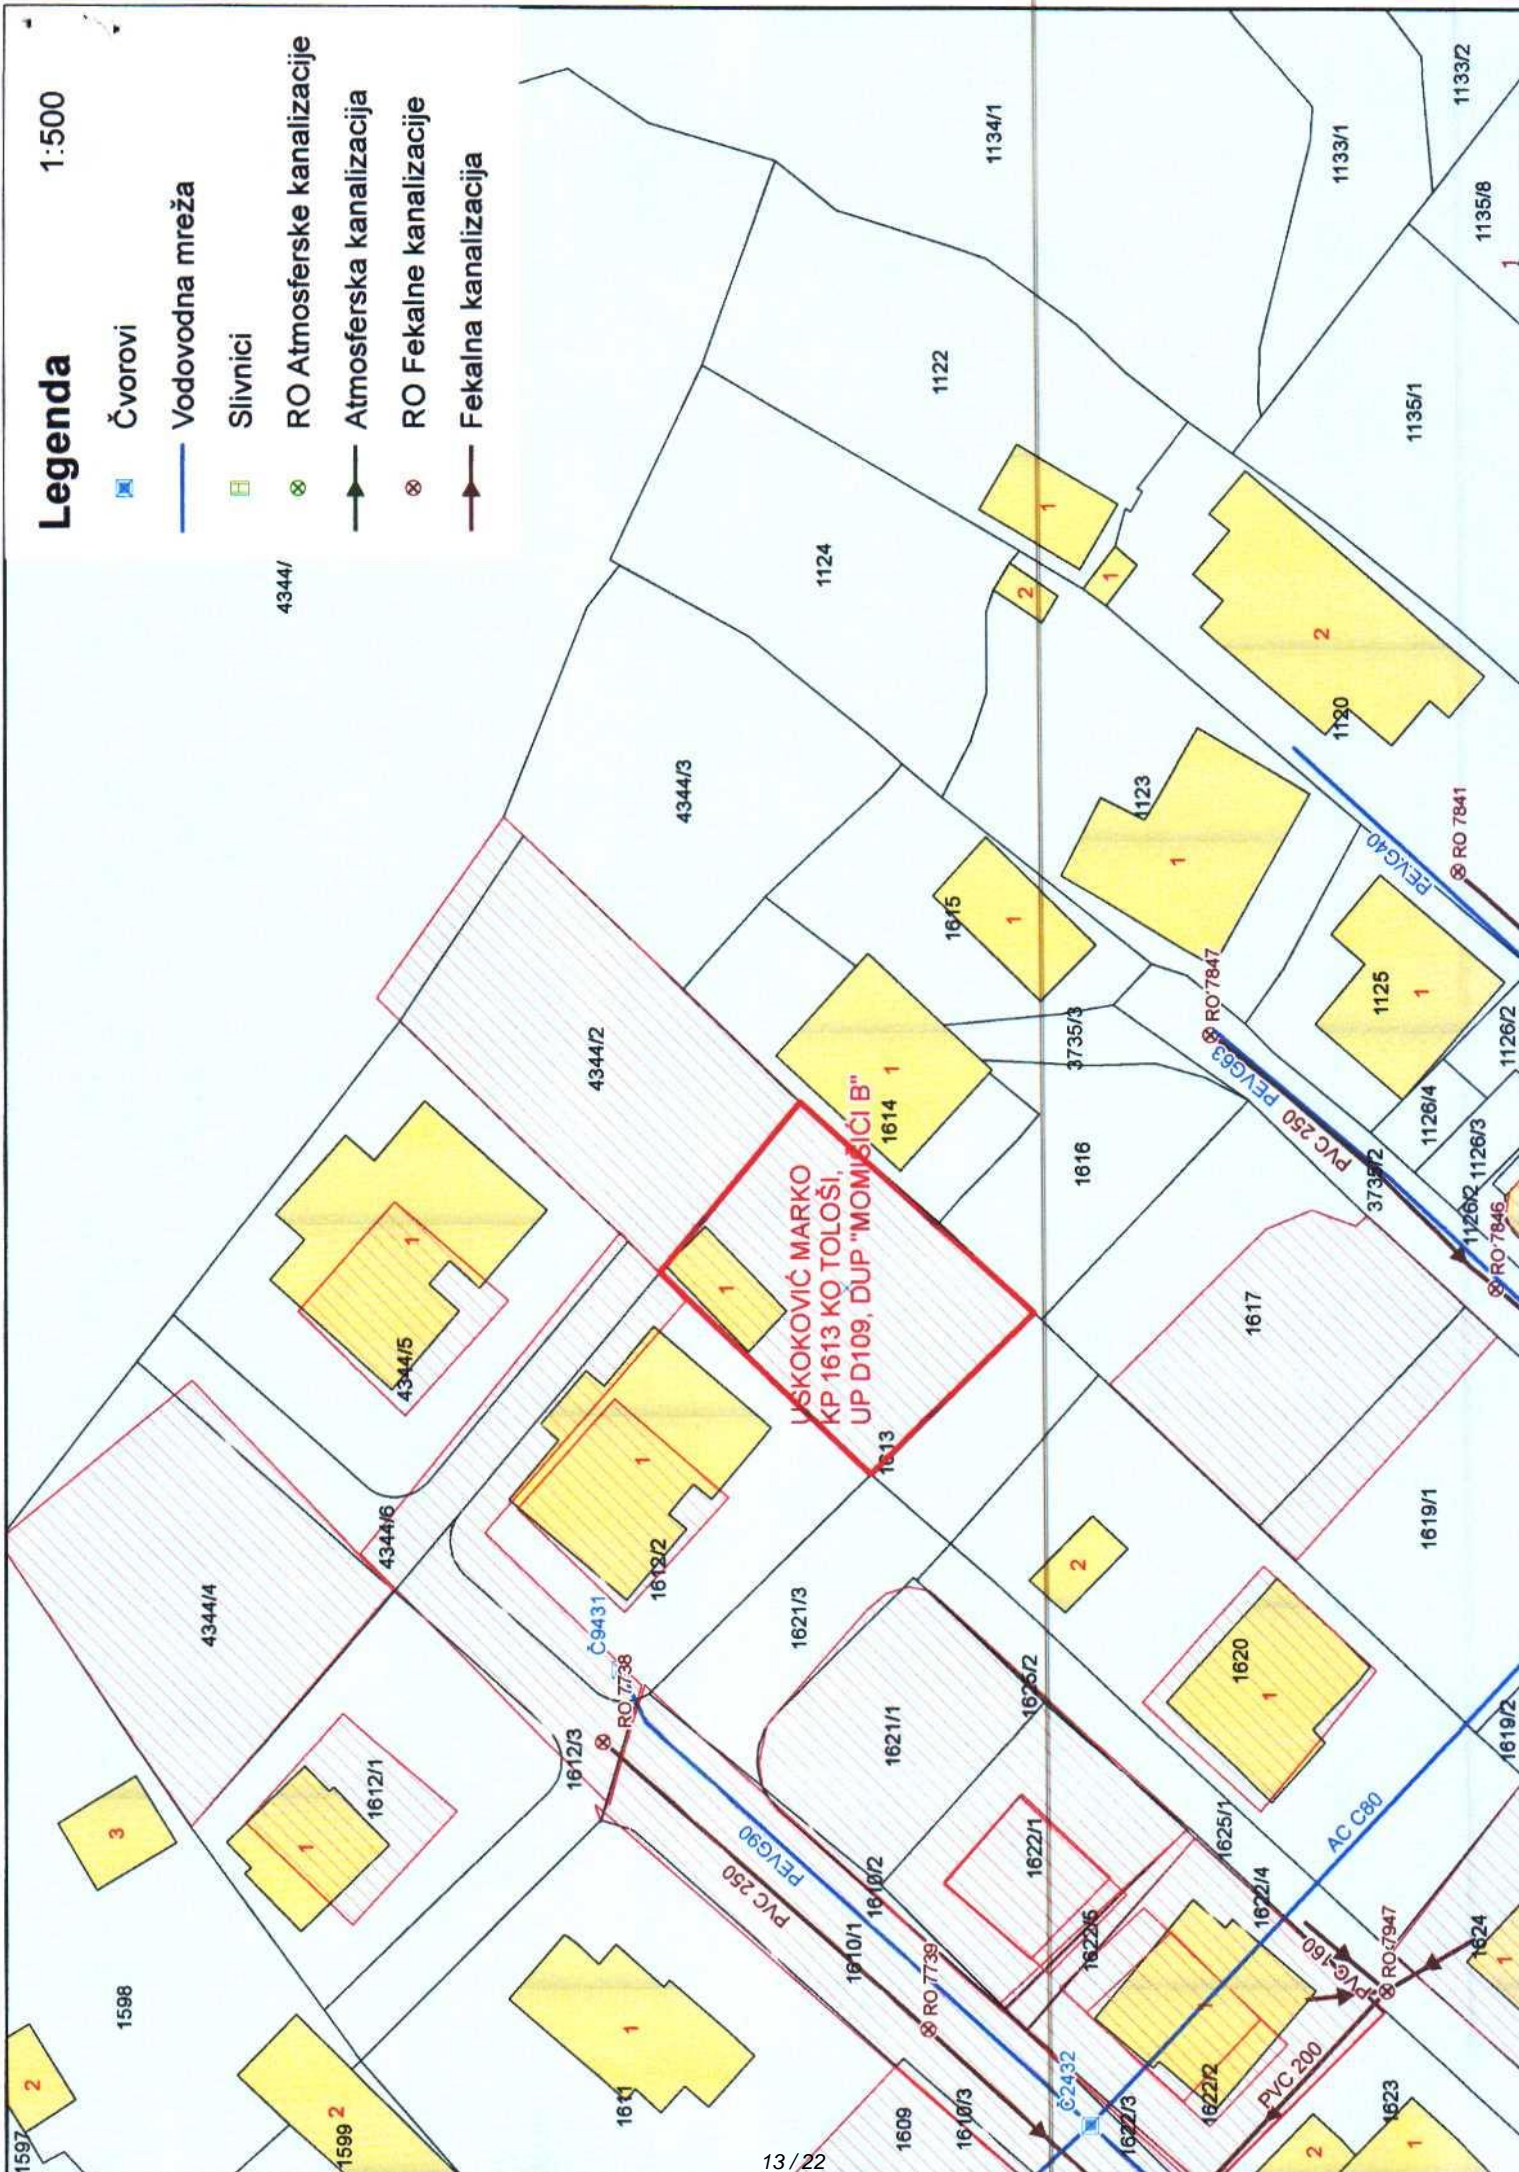 Legenda
1:500
Čvorovi
Vodovodna mreža
Slivnici
RO Atmosferske kanalizacije
Atmosferska kanalizacija
RO Fekalne kanalizacije
Fekalna kanalizacija
1597
2
1598
3
1599
2
4344/4
4344/5
1
4344/6
4344/
1612/1
1
1612/3
RO 7738
Č9431
1612/2
1
1611
1
4344/2
4344/3
1124
1122
1134/1
1133/1
1133/2
1135/8
1
1135/1
1
2
1
2
1120
1123
1
1615
1
1614
1
1
USKOKOVIĆ MARKO
KP 1613 KO TOLOŠI,
UP D109, DUP "MOMIŠIĆI B"
1613
3735/3
1616
RO 7847
PEVG63
PVC 250
PEVG40
RO 7841
1125
1
1126/2
1126/4
1126/3
3735/2
1126/2
RO 7846
1617
1621/3
2
1619/1
1621/1
1626/2
1620
1
1619/2
PEVG90
PVC 250
1610/2
1610/1
1622/1
1625/1
AC C80
1622/4
1622/5
RO 7739
PVC 160
RO 7947
1624
1
1
Č2432
1609
1610/3
1622/3
1622/2
PVC 200
1623
2
1
13 / 22